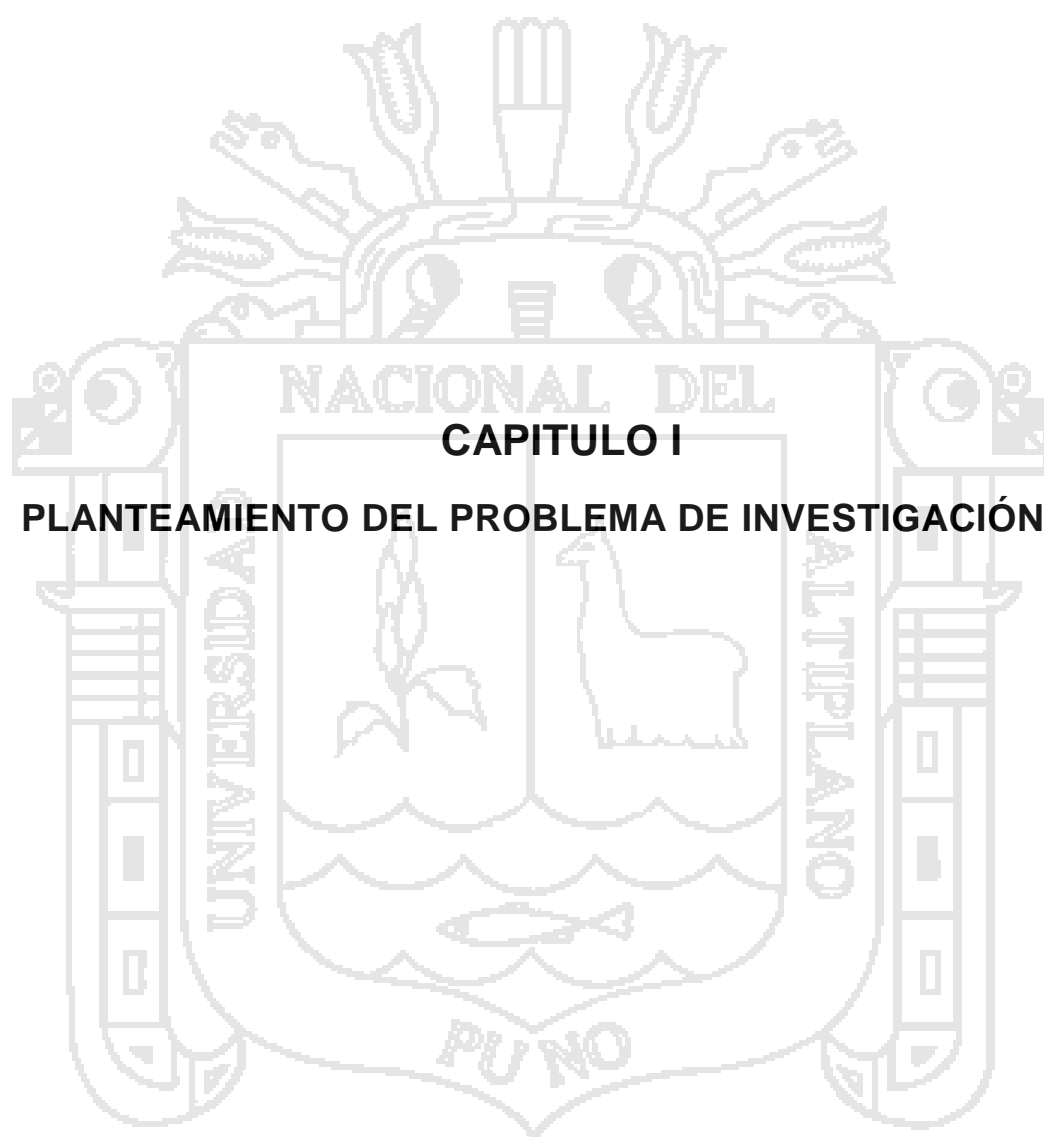 NACIONAL DEL
CAPITULO I
PLANTEAMIENTO DEL PROBLEMA DE INVESTIGACIÓN
UNIVERSIDAD
ALTIPLANO
PUNO